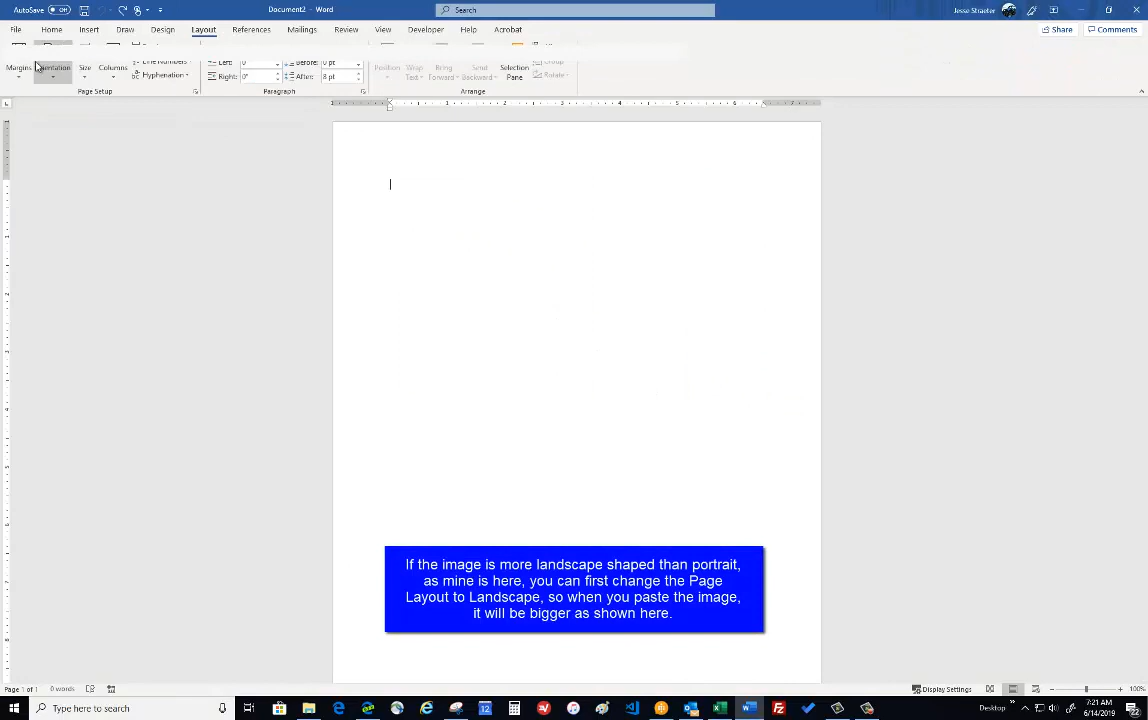 AutoSave Off Document2 - Word Search Jesse Straeter
File Home Insert Draw Design Layout References Mailings Review View Developer Help Acrobat Share Comments
Margins Size Columns Line Numbers Left: 0 Before: 0 pt Position Wrap Bring Send Selection
Hyphenation Right: 0" After: 8 pt Text Forward Backward Pane Rotate
Page Setup Paragraph Arrange
If the image is more landscape shaped than portrait,
as mine is here, you can first change the Page
Layout to Landscape, so when you paste the image,
it will be bigger as shown here.
Page 1 of 1 0 words Display Settings 100%
Type here to search Desktop 7:21 AM
6/14/2019